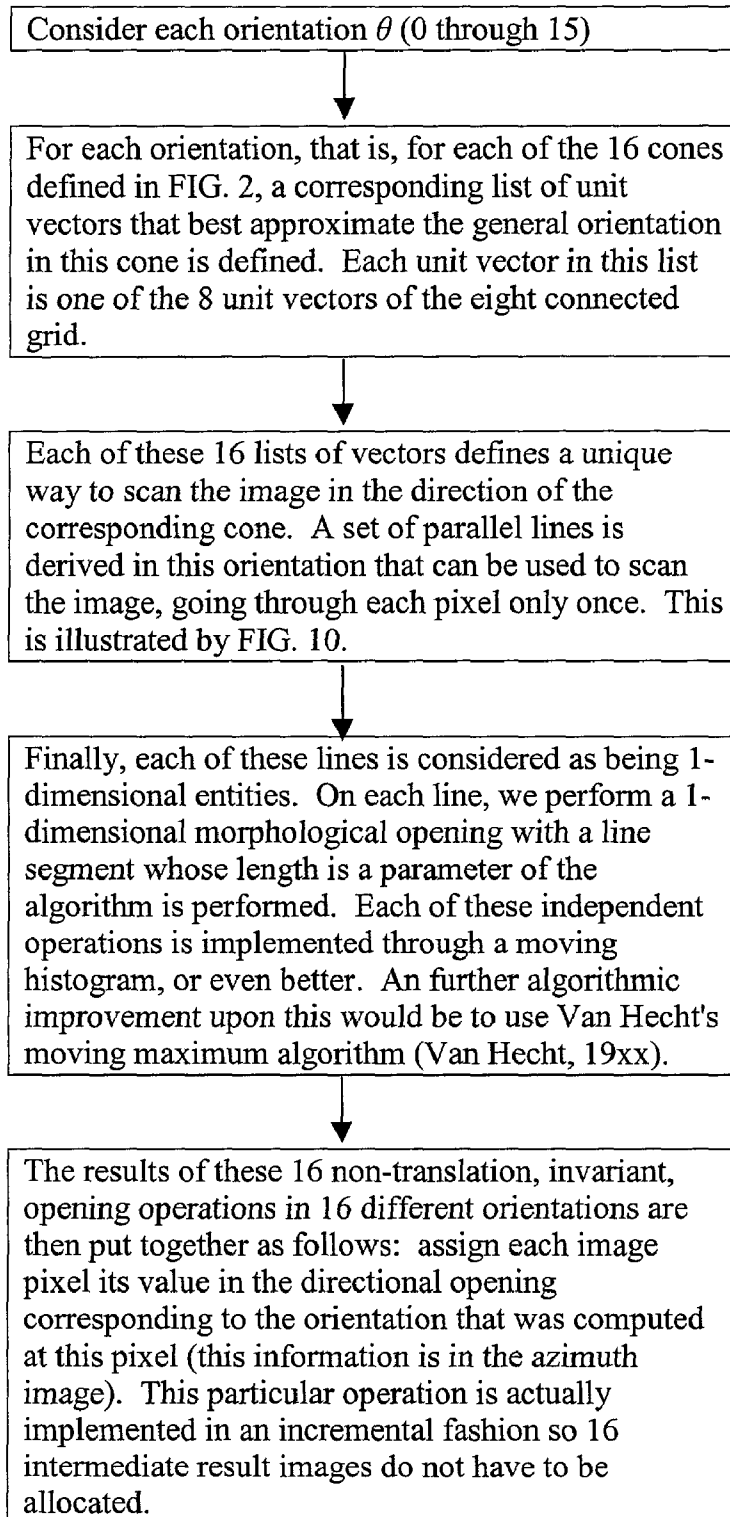 Consider each orientation θ (0 through 15)
For each orientation, that is, for each of the 16 cones
defined in FIG. 2, a corresponding list of unit
vectors that best approximate the general orientation
in this cone is defined.  Each unit vector in this list
is one of the 8 unit vectors of the eight connected
grid.
Each of these 16 lists of vectors defines a unique
way to scan the image in the direction of the
corresponding cone.  A set of parallel lines is
derived in this orientation that can be used to scan
the image, going through each pixel only once.  This
is illustrated by FIG. 10.
Finally, each of these lines is considered as being 1-
dimensional entities.  On each line, we perform a 1-
dimensional morphological opening with a line
segment whose length is a parameter of the
algorithm is performed.  Each of these independent
operations is implemented through a moving
histogram, or even better.  An further algorithmic
improvement upon this would be to use Van Hecht's
moving maximum algorithm (Van Hecht, 19xx).
The results of these 16 non-translation, invariant,
opening operations in 16 different orientations are
then put together as follows:  assign each image
pixel its value in the directional opening
corresponding to the orientation that was computed
at this pixel (this information is in the azimuth
image).  This particular operation is actually
implemented in an incremental fashion so 16
intermediate result images do not have to be
allocated.